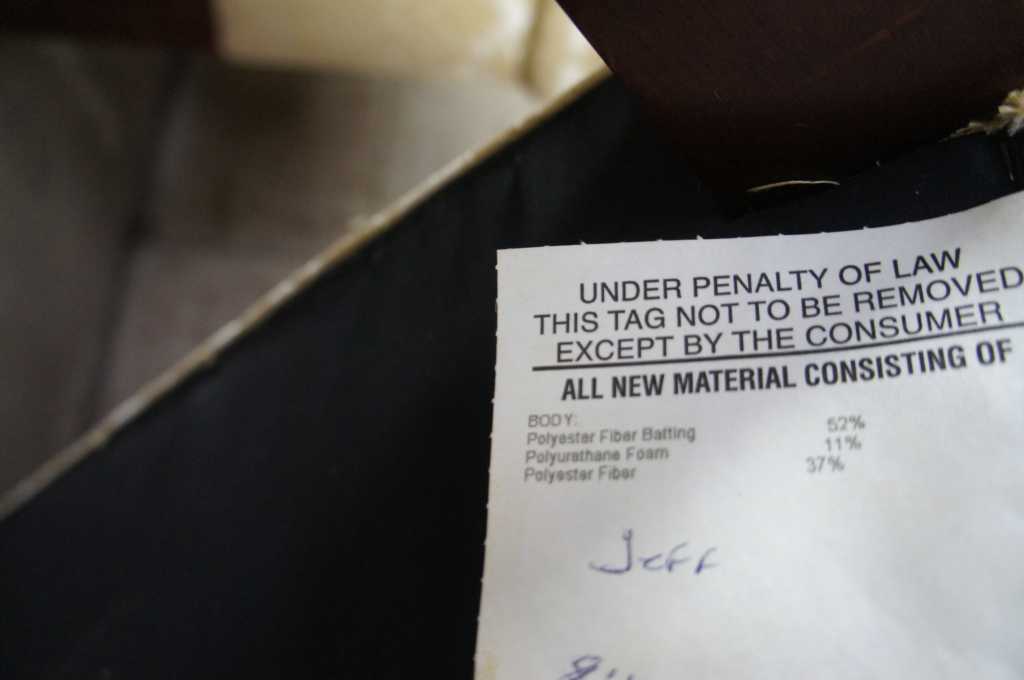 UNDER PENALTY OF LAW
THIS TAG NOT TO BE REMOVED
EXCEPT BY THE CONSUMER
ALL NEW MATERIAL CONSISTING OF
BODY:
Polyester Fiber Batting 52%
Polyurethane Foam 11%
Polyester Fiber 37%
Jeff